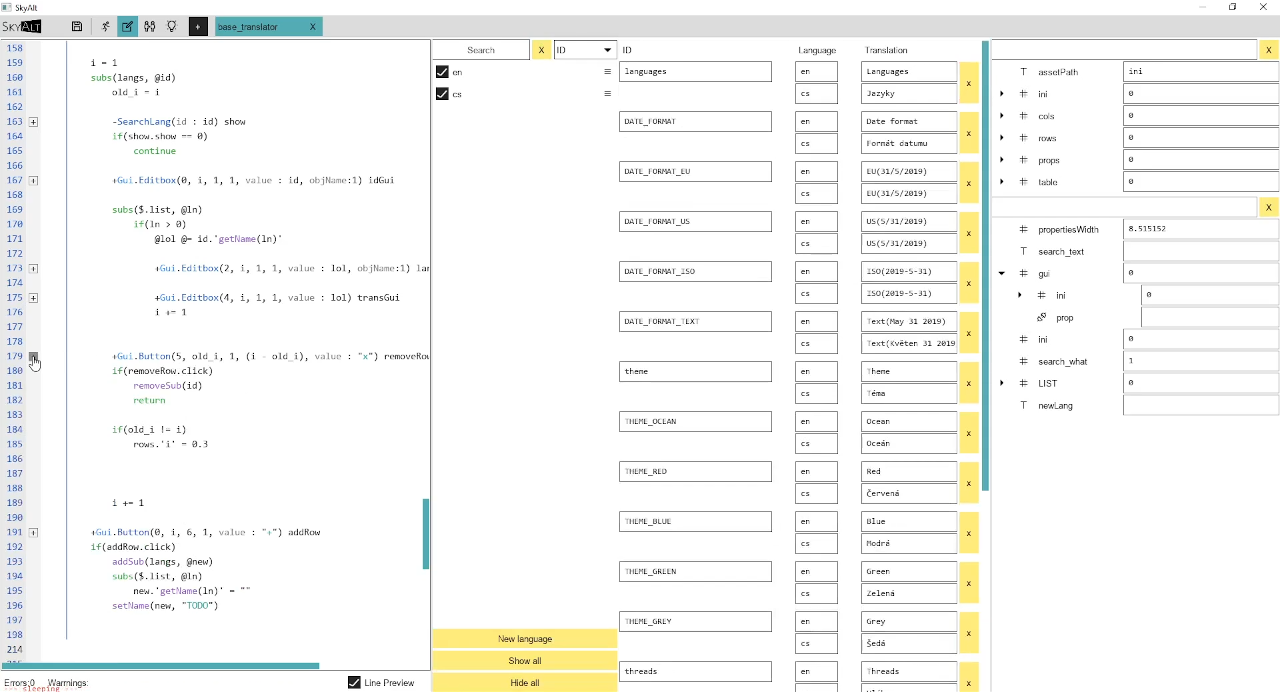 SkyAlt
SKYALT
+
base_translator X
158
159 i = 1
160 subs(langs, @id)
161 old_i = i
162
163 + -SearchLang(id : id) show
164 if(show.show == 0)
165 continue
166
167 + +Gui.Editbox(0, i, 1, 1, value : id, objName:1) idGui
168
169 subs($.list, @ln)
170 if(ln > 0)
171 @lol @= id.'getName(ln)'
172
173 + +Gui.Editbox(2, i, 1, 1, value : lol, objName:1) lan
174
175 + +Gui.Editbox(4, i, 1, 1, value : lol) transGui
176 i += 1
177
178
179 +Gui.Button(5, old_i, 1, (i - old_i), value : "x") removeRow
180 if(removeRow.click)
181 removeSub(id)
182 return
183
184 if(old_i != i)
185 rows.'i' = 0.3
186
187
188
189 i += 1
190
191 + +Gui.Button(0, i, 6, 1, value : "+") addRow
192 if(addRow.click)
193 addSub(langs, @new)
194 subs($.list, @ln)
195 new.'getName(ln)' = ""
196 setName(new, "TODO")
197
198
214
Errors:0 Warnings:
--- sleeping ---
Line Preview
Search X ID
en
cs
New language
Show all
Hide all
ID Language Translation
languages en Languages x
cs Jazyky
DATE_FORMAT en Date format x
cs Formát datumu
DATE_FORMAT_EU en EU(31/5/2019) x
cs EU(31/5/2019)
DATE_FORMAT_US en US(5/31/2019) x
cs US(5/31/2019)
DATE_FORMAT_ISO en ISO(2019-5-31) x
cs ISO(2019-5-31)
DATE_FORMAT_TEXT en Text(May 31 2019) x
cs Text(Květen 31 2019
theme en Theme x
cs Téma
THEME_OCEAN en Ocean x
cs Oceán
THEME_RED en Red x
cs Červená
THEME_BLUE en Blue x
cs Modrá
THEME_GREEN en Green x
cs Zelená
THEME_GREY en Grey x
cs Šedá
threads en Threads x
cs
X
T assetPath ini
# ini 0
# cols 0
# rows 0
# props 0
# table 0
X
# propertiesWidth 8.515152
T search_text
# gui 0
# ini 0
prop
# ini 0
# search_what 1
# LIST 0
T newLang